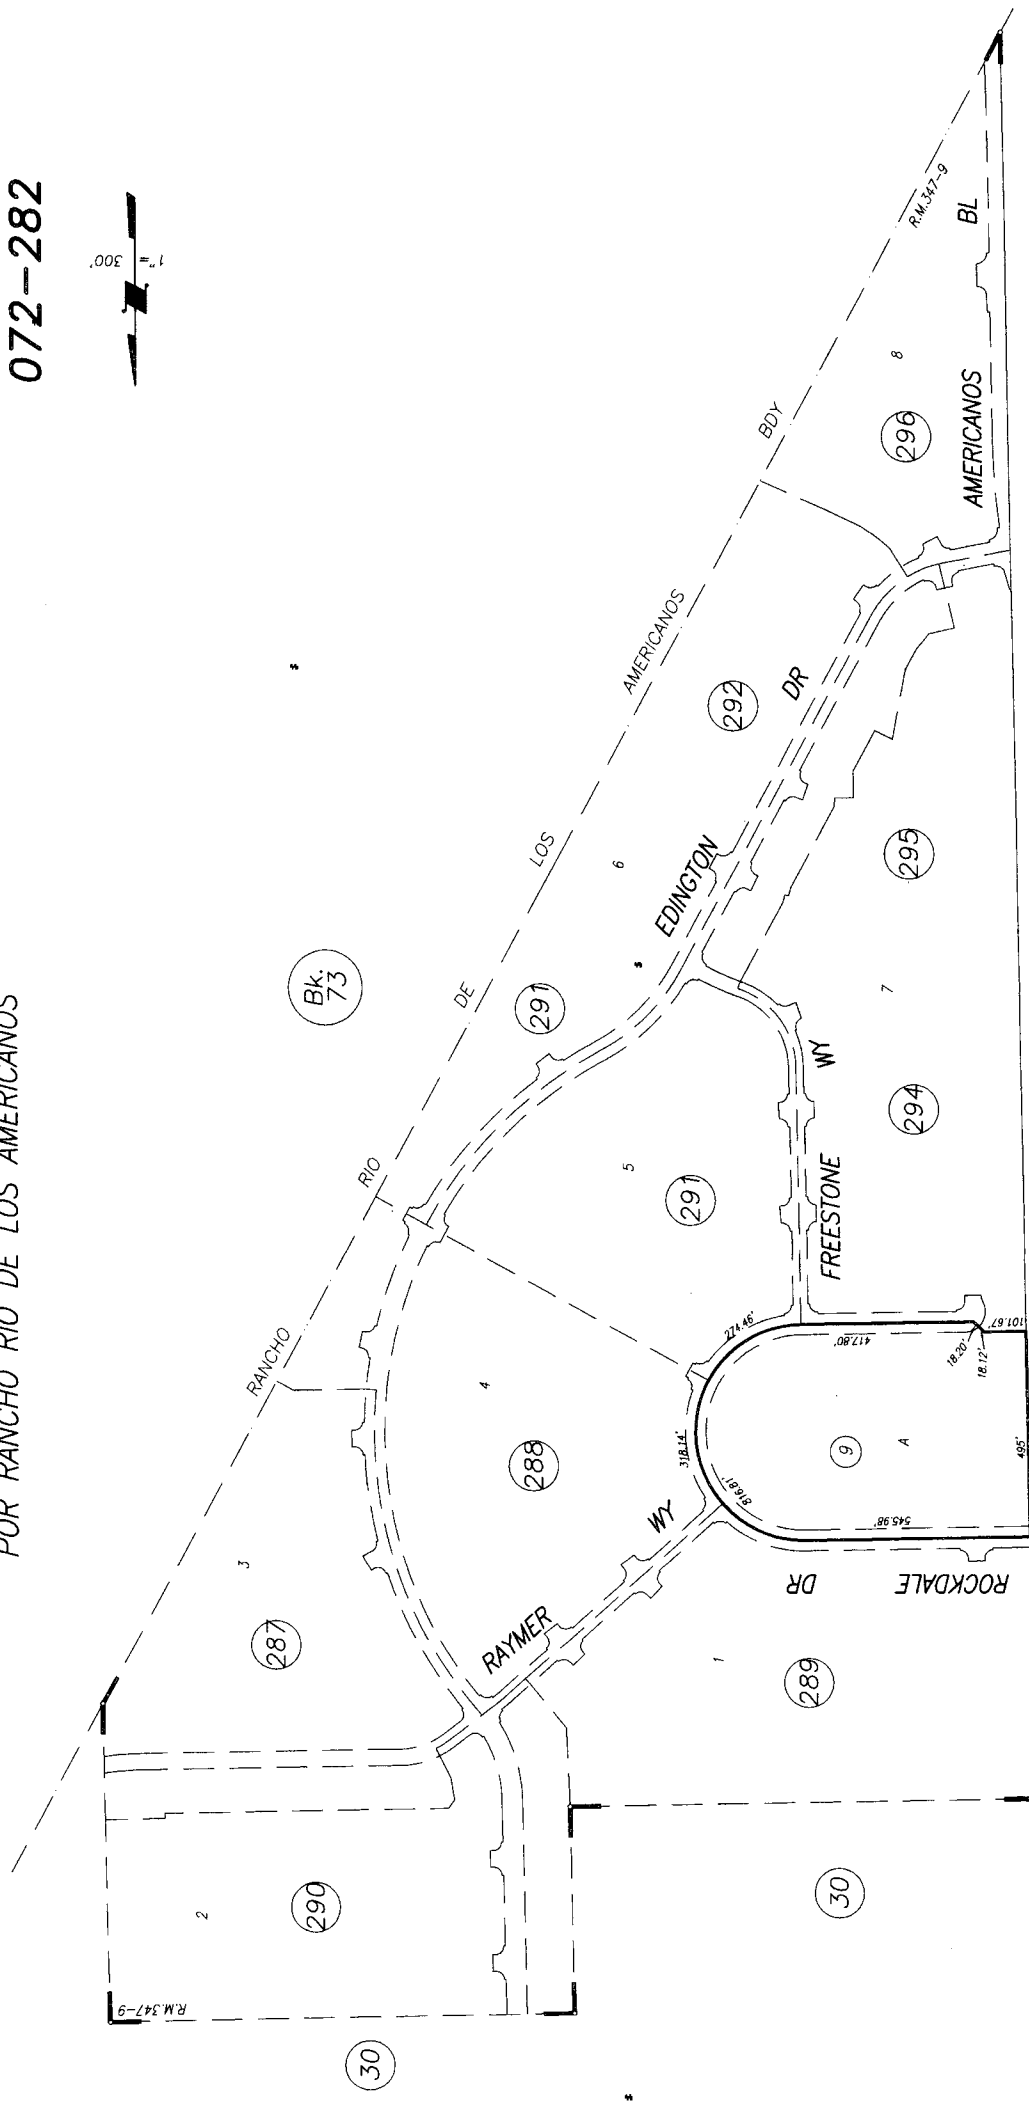 POR RANCHO RIO DE LOS AMERICANOS
072-282
1"= 300'
Bk.
73
RANCHO
RIO
DE
LOS
AMERICANOS
BDY
R.M.347-9
R.M.347-9
30
290
2
287
3
288
4
291
291
5
6
292
296
8
AMERICANOS
BL
EDINGTON
DR
RAYMER
WY
FREESTONE
WY
295
7
294
289
1
30
ROCKDALE
DR
9
A
274.46'
318.14'
816.81'
417.80'
545.98'
18.20'
18.12'
101.67'
495'